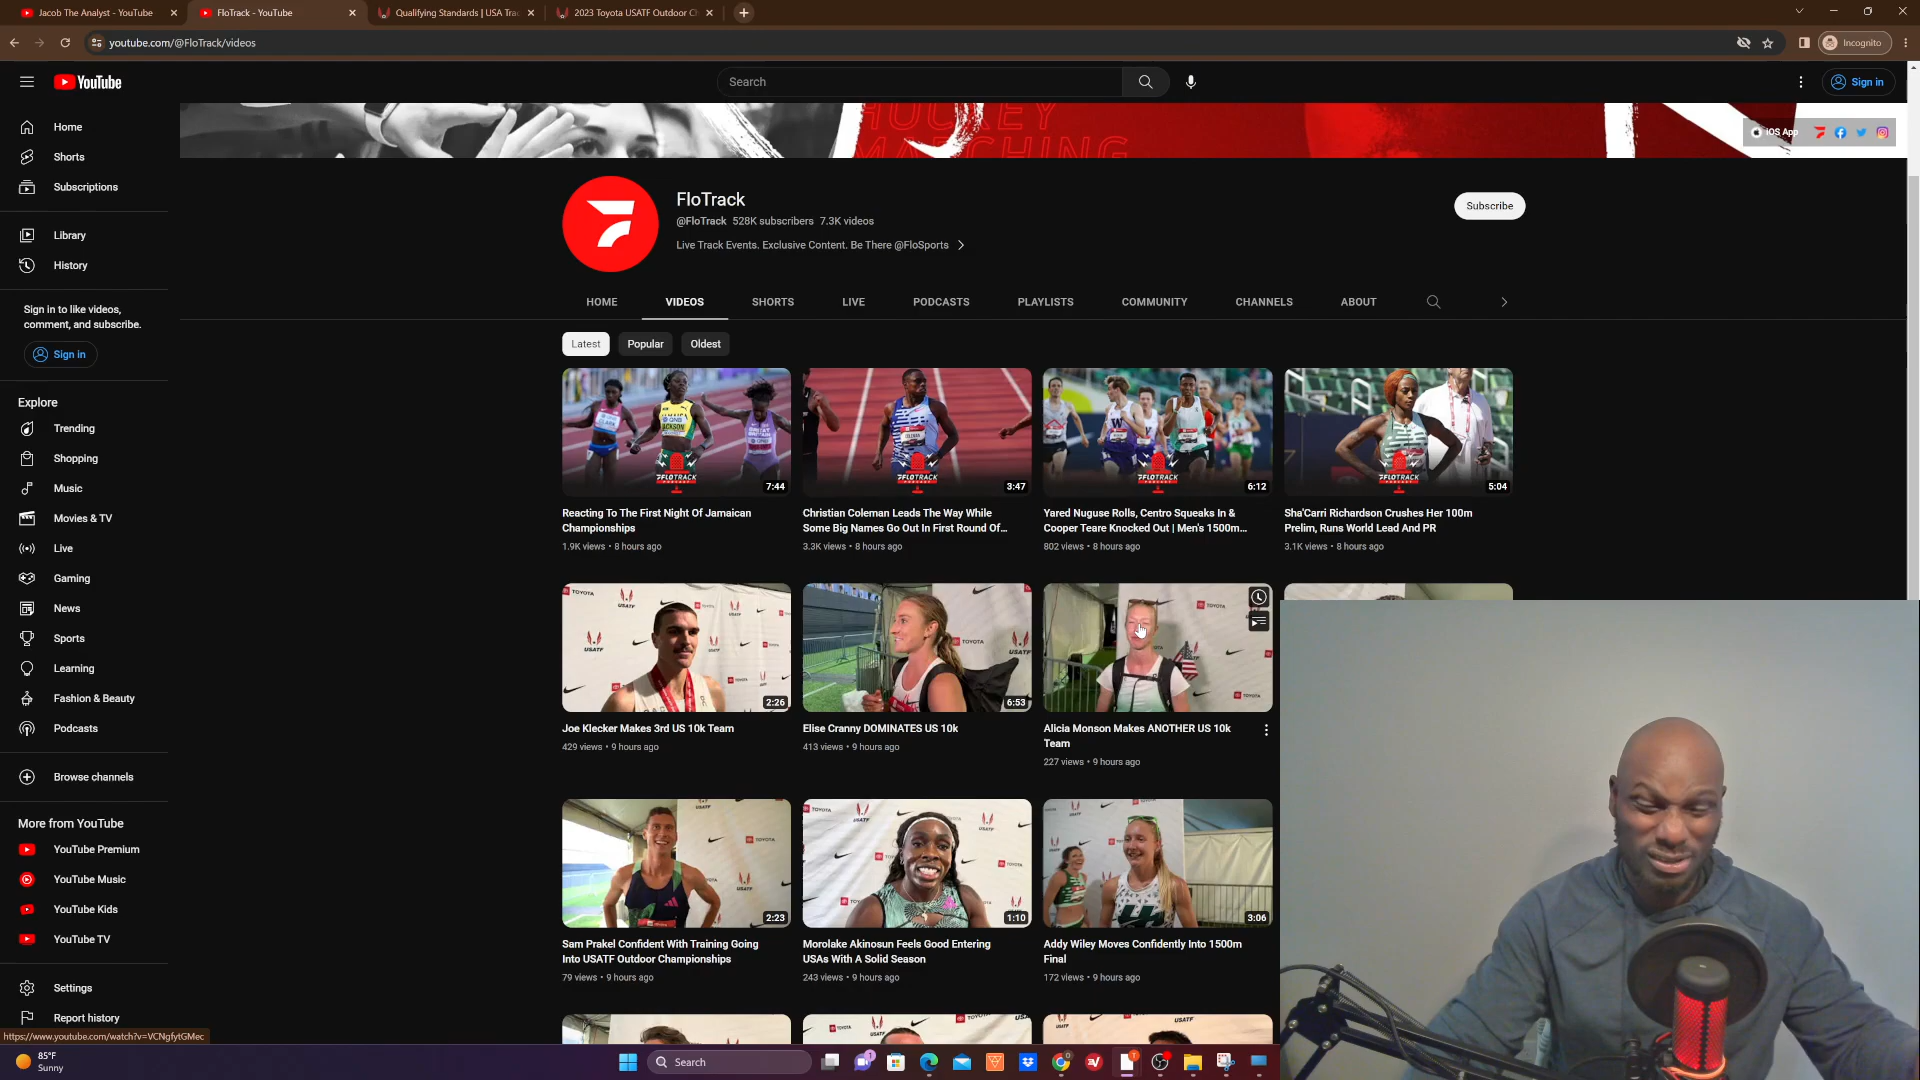 Jacob The Analyst - YouTube
FloTrack - YouTube
Qualifying Standards | USA Trac
2023 Toyota USATF Outdoor C
youtube.com/@FloTrack/videos
Incognito
YouTube
Search
Sign in
HOCKEY
MATCHING
iOS App
Home
Shorts
Subscriptions
Library
History
Sign in to like videos,
comment, and subscribe.
Sign in
Explore
Trending
Shopping
Music
Movies & TV
Live
Gaming
News
Sports
Learning
Fashion & Beauty
Podcasts
Browse channels
More from YouTube
YouTube Premium
YouTube Music
YouTube Kids
YouTube TV
Settings
Report history
FloTrack
@FloTrack 528K subscribers 7.3K videos
Live Track Events. Exclusive Content. Be There @FloSports
Subscribe
HOME VIDEOS SHORTS LIVE PODCASTS PLAYLISTS COMMUNITY CHANNELS ABOUT
Latest Popular Oldest
7:44
3:47
6:12
5:04
Reacting To The First Night Of Jamaican
Championships
1.9K views • 8 hours ago
Christian Coleman Leads The Way While
Some Big Names Go Out In First Round Of...
3.3K views • 8 hours ago
Yared Nuguse Rolls, Centro Squeaks In &
Cooper Teare Knocked Out | Men's 1500m...
802 views • 8 hours ago
Sha'Carri Richardson Crushes Her 100m
Prelim, Runs World Lead And PR
3.1K views • 8 hours ago
2:26
6:53
Joe Klecker Makes 3rd US 10k Team
429 views • 9 hours ago
Elise Cranny DOMINATES US 10k
413 views • 9 hours ago
Alicia Monson Makes ANOTHER US 10k
Team
227 views • 9 hours ago
2:23
1:10
3:06
Sam Prakel Confident With Training Going
Into USATF Outdoor Championships
79 views • 9 hours ago
Morolake Akinosun Feels Good Entering
USAs With A Solid Season
243 views • 9 hours ago
Addy Wiley Moves Confidently Into 1500m
Final
172 views • 9 hours ago
https://www.youtube.com/watch?v=VCNgfytGMec
85°F
Sunny
Search